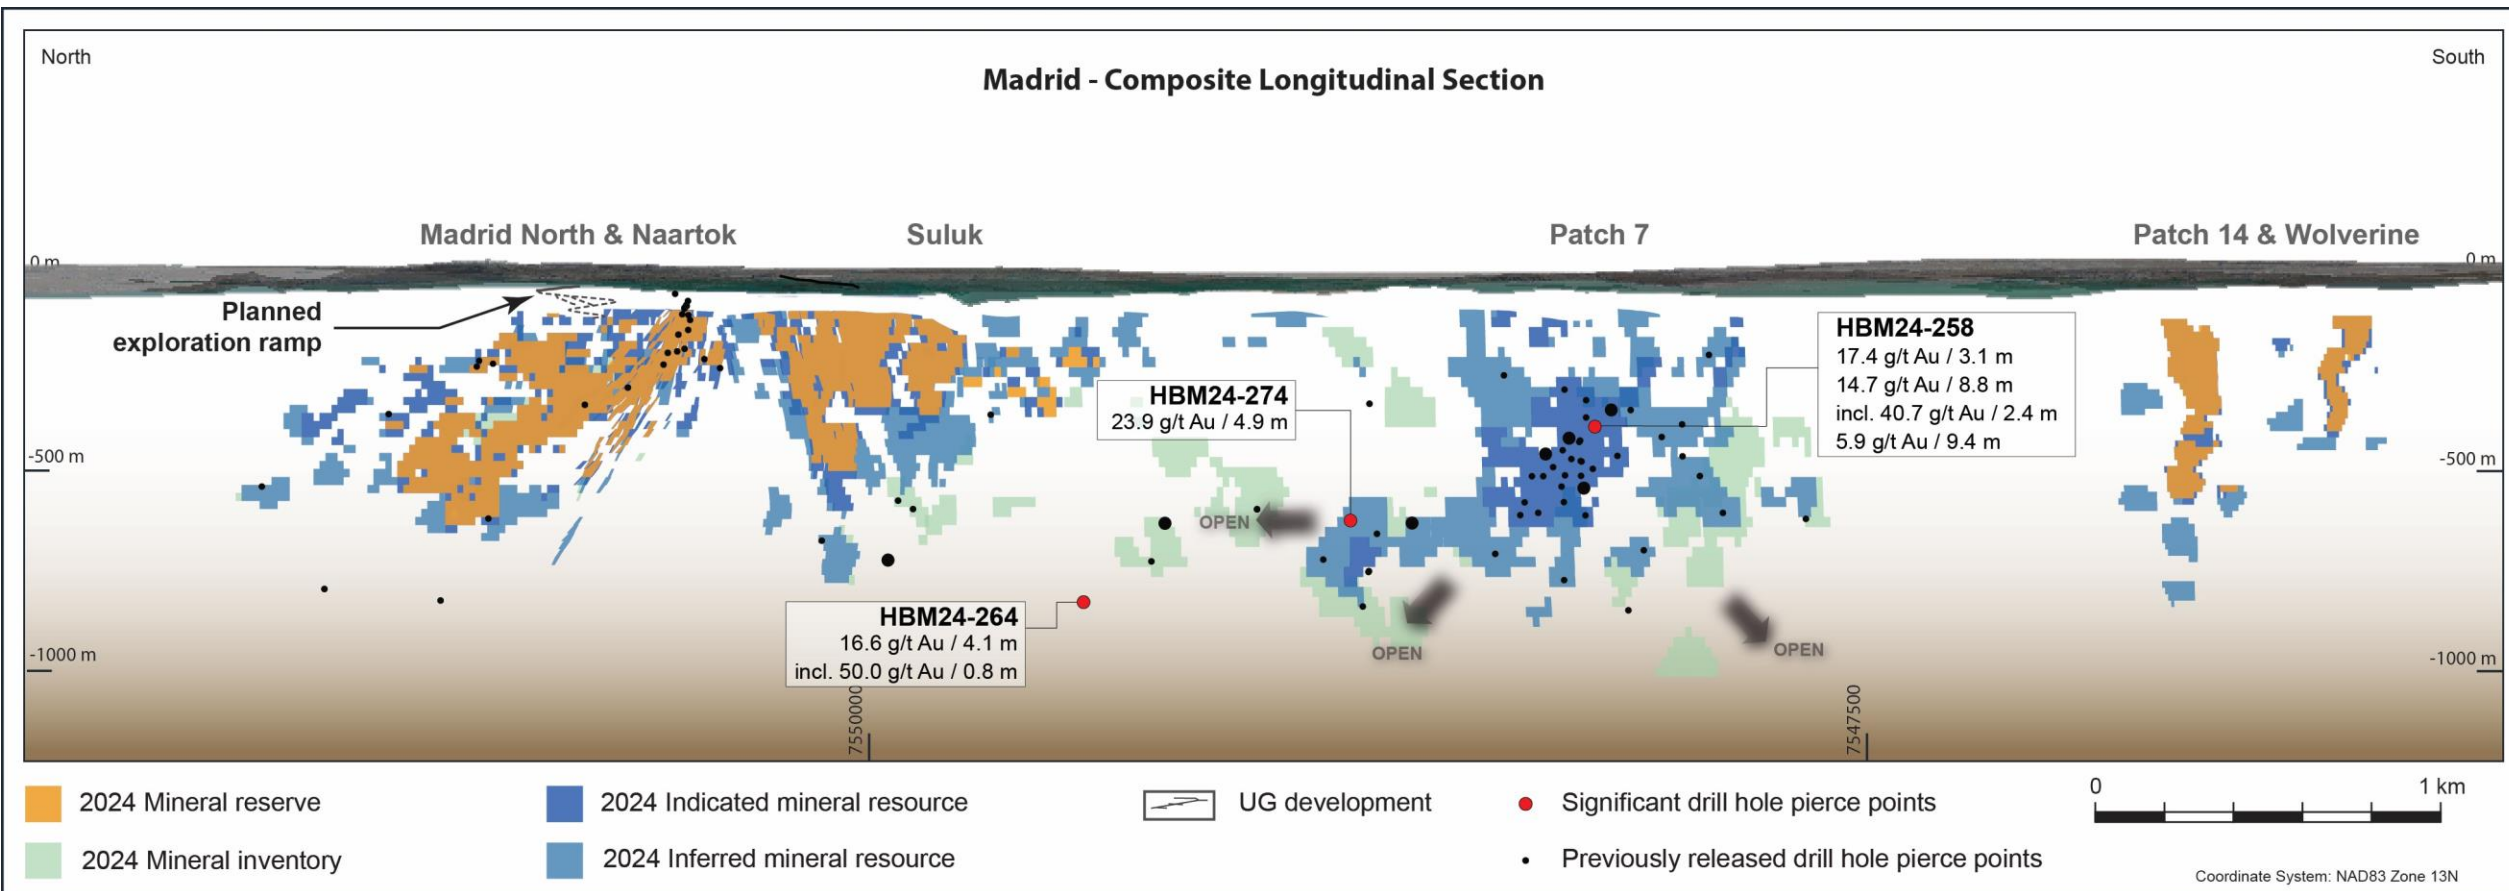 North
South
Madrid - Composite Longitudinal Section
Madrid North & Naartok
Suluk
Patch 7
Patch 14 & Wolverine
0 m
0 m
Planned
exploration ramp
HBM24-258
17.4 g/t Au / 3.1 m
14.7 g/t Au / 8.8 m
incl. 40.7 g/t Au / 2.4 m
5.9 g/t Au / 9.4 m
HBM24-274
23.9 g/t Au / 4.9 m
-500 m
-500 m
OPEN
HBM24-264
16.6 g/t Au / 4.1 m
incl. 50.0 g/t Au / 0.8 m
OPEN
OPEN
-1000 m
-1000 m
7550000
7547500
2024 Mineral reserve
2024 Indicated mineral resource
UG development
Significant drill hole pierce points
0
1 km
2024 Mineral inventory
2024 Inferred mineral resource
Previously released drill hole pierce points
Coordinate System: NAD83 Zone 13N